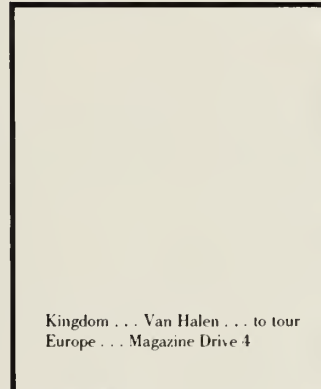 Kingdom . . . Van Halen . . . to tour
Europe . . . Magazine Drive 4